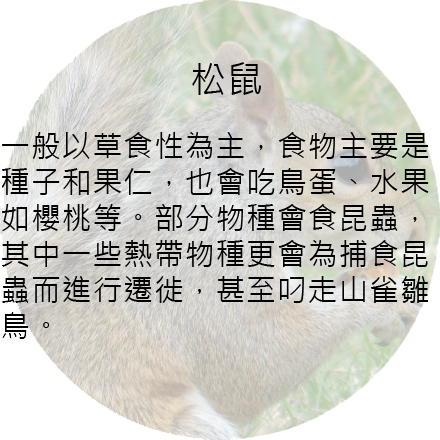 松鼠
一般以草食性為主，食物主要是
種子和果仁，也會吃鳥蛋、水果
如櫻桃等。部分物種會食昆蟲，
其中一些熱帶物種更會為捕食昆
蟲而進行遷徙，甚至叼走山雀雛
鳥。